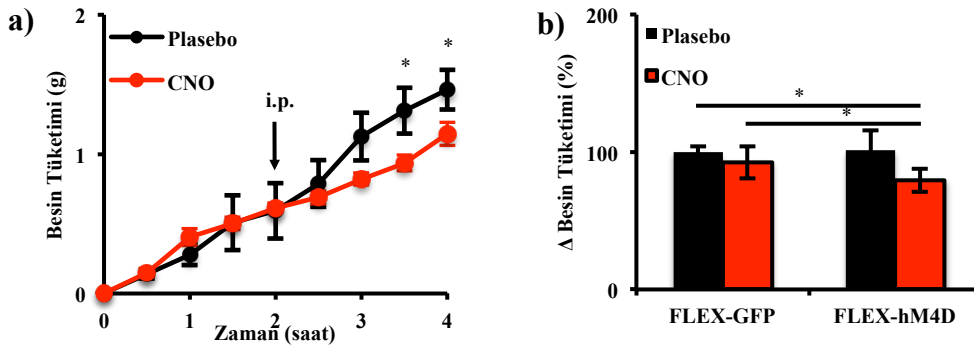 a)
2
Plasebo
CNO
*
*
i.p.
1
0
Besin Tüketimi (g)
0
1
2
3
4
Zaman (saat)
b)
200
Plasebo
CNO
*
*
100
0
Δ Besin Tüketimi (%)
FLEX-GFP
FLEX-hM4D